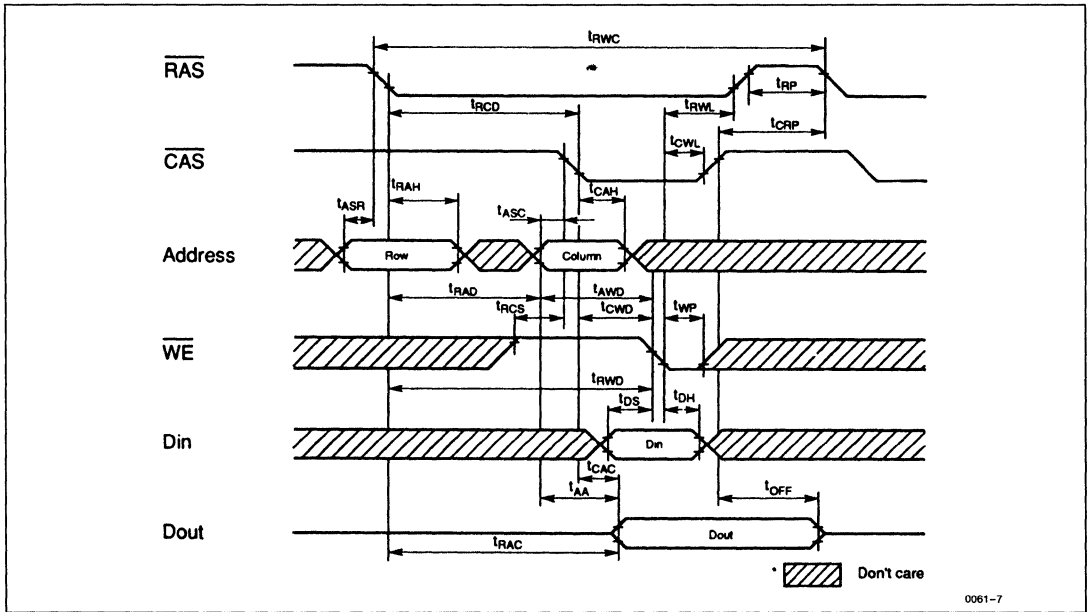 tRWC
RAS
tRP
tRCD
tRWL
tCRP
CAS
tCWL
tRAH
tCAH
tASR
tASC
Address
Row
Column
tRAD
tAWD
tRCS
tCWD
tWP
WE
tRWD
tDS
tDH
Din
Din
tCAC
tAA
tOFF
Dout
Dout
tRAC
Don't care
0061-7